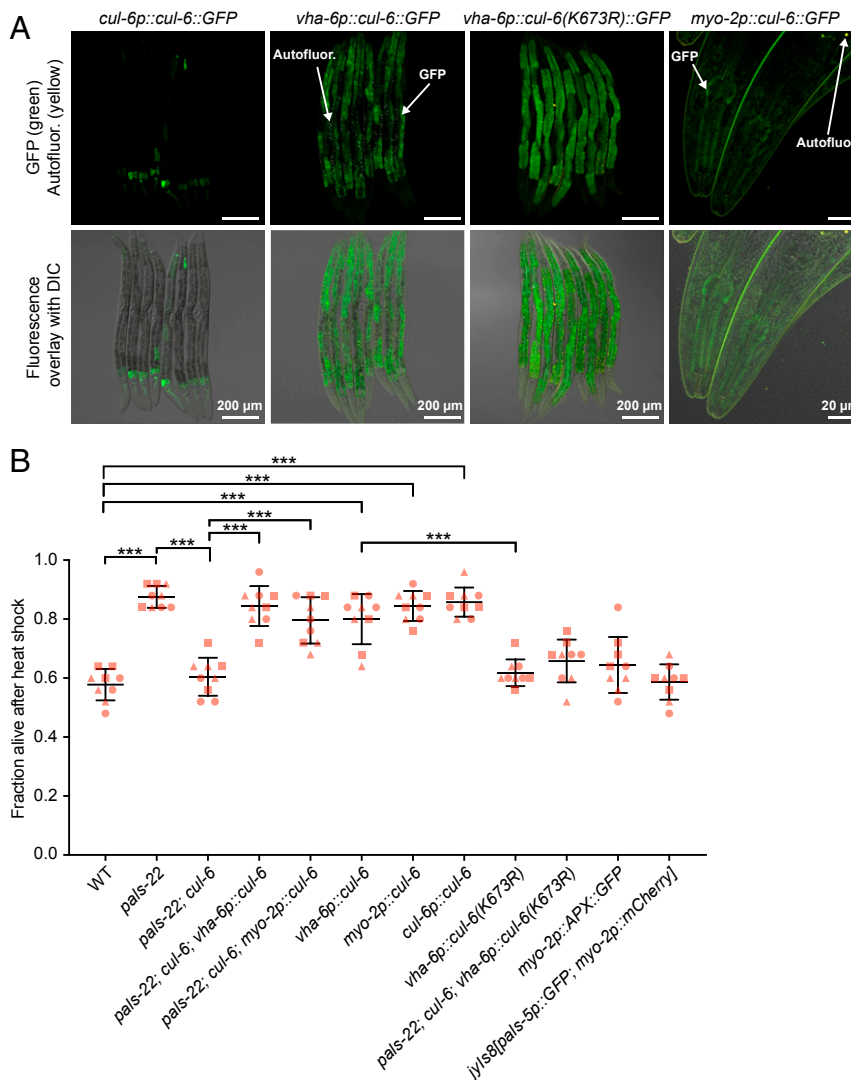 A
cul-6p::cul-6::GFP
vha-6p::cul-6::GFP
vha-6p::cul-6(K673R)::GFP
myo-2p::cul-6::GFP
GFP (green)
Autofluor. (yellow)
Autofluor.
GFP
GFP
Autofluor.
Fluorescence
overlay with DIC
200 µm
200 µm
200 µm
20 µm
B
***
***
***
***
***
***
***
***
Fraction alive after heat shock
1.0
0.8
0.6
0.4
0.2
0.0
WT
pals-22
pals-22; cul-6
pals-22; cul-6; vha-6p::cul-6
pals-22; cul-6; myo-2p::cul-6
vha-6p::cul-6
myo-2p::cul-6
cul-6p::cul-6
vha-6p::cul-6(K673R)
pals-22; cul-6; vha-6p::cul-6(K673R)
myo-2p::APX::GFP
jyIs8[pals-5p::GFP; myo-2p::mCherry]